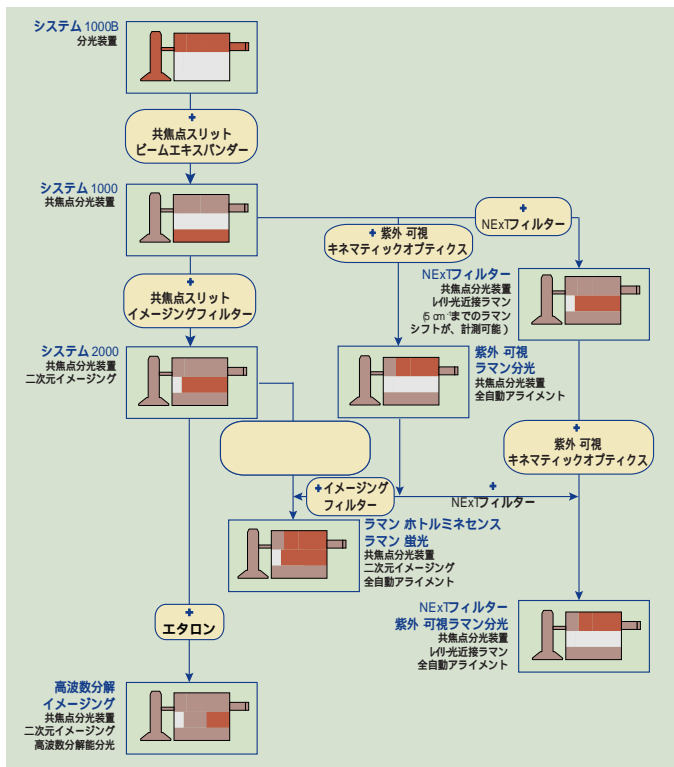 システム 1000B
分光装置
+
共焦点スリット
ビームエキスパンダー
システム 1000
共焦点分光装置
+
NExTフィルター
+ 紫外 可視
キネマティックオプティクス
+
共焦点スリット
イメージングフィルター
NExTフィルター
共焦点分光装置
レイリ光近接ラマン
(5 cm⁻¹までのラマン
シフトが、計測可能)
システム 2000
共焦点分光装置
二次元イメージング
紫外 可視
ラマン分光
共焦点分光装置
全自動アライメント
+
紫外 可視
キネマティックオプティクス
+イメージング
フィルター
+
NExTフィルター
ラマン ホトルミネセンス
ラマン 蛍光
共焦点分光装置
二次元イメージング
全自動アライメント
+
エタロン
NExTフィルター
紫外 可視ラマン分光
共焦点分光装置
レイリ光近接ラマン
全自動アライメント
高波数分解
イメージング
共焦点分光装置
二次元イメージング
高波数分解能分光